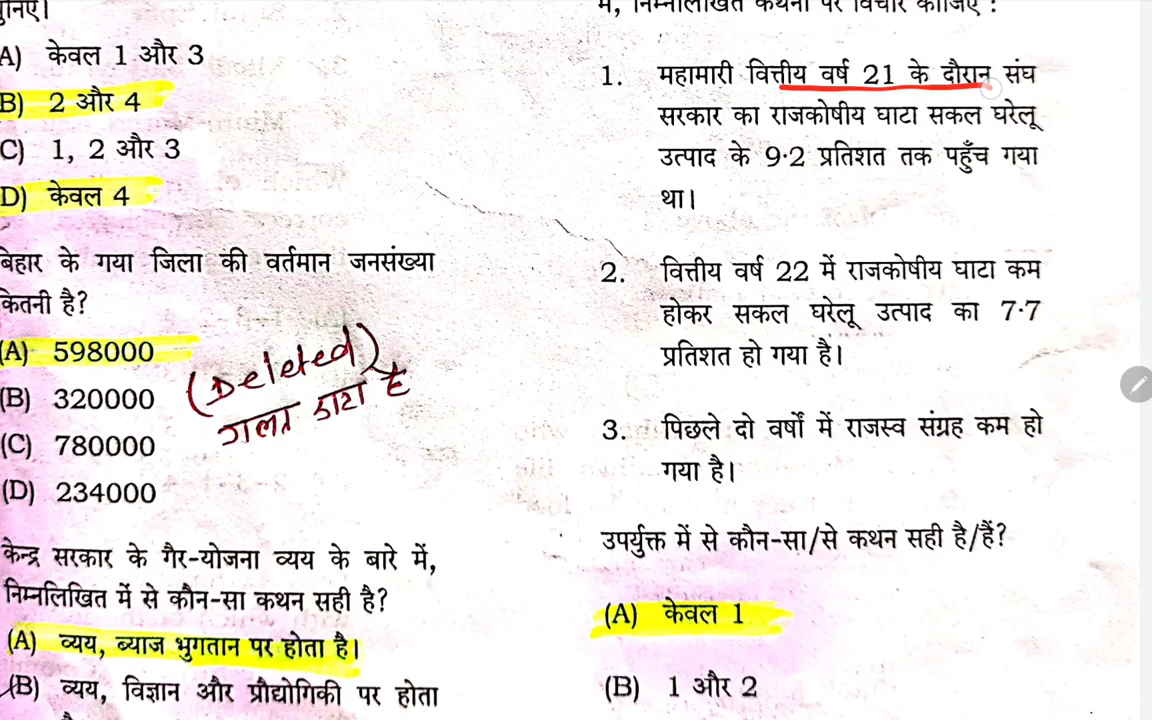 सुनिए।
A) केवल 1 और 3
B) 2 और 4
C) 1, 2 और 3
D) केवल 4
बिहार के गया जिला की वर्तमान जनसंख्या
कितनी है?
(A) 598000
(B) 320000
(C) 780000
(D) 234000
(Deleted)
गलत डाटा है
केन्द्र सरकार के गैर-योजना व्यय के बारे में,
निम्नलिखित में से कौन-सा कथन सही है?
(A) व्यय, ब्याज भुगतान पर होता है।
(B) व्यय, विज्ञान और प्रौद्योगिकी पर होता
में, निम्नलिखित कथनों पर विचार कीजिए :
1. महामारी वित्तीय वर्ष 21 के दौरान संघ
सरकार का राजकोषीय घाटा सकल घरेलू
उत्पाद के 9·2 प्रतिशत तक पहुँच गया
था।
2. वित्तीय वर्ष 22 में राजकोषीय घाटा कम
होकर सकल घरेलू उत्पाद का 7·7
प्रतिशत हो गया है।
3. पिछले दो वर्षों में राजस्व संग्रह कम हो
गया है।
उपर्युक्त में से कौन-सा/से कथन सही है/हैं?
(A) केवल 1
(B) 1 और 2